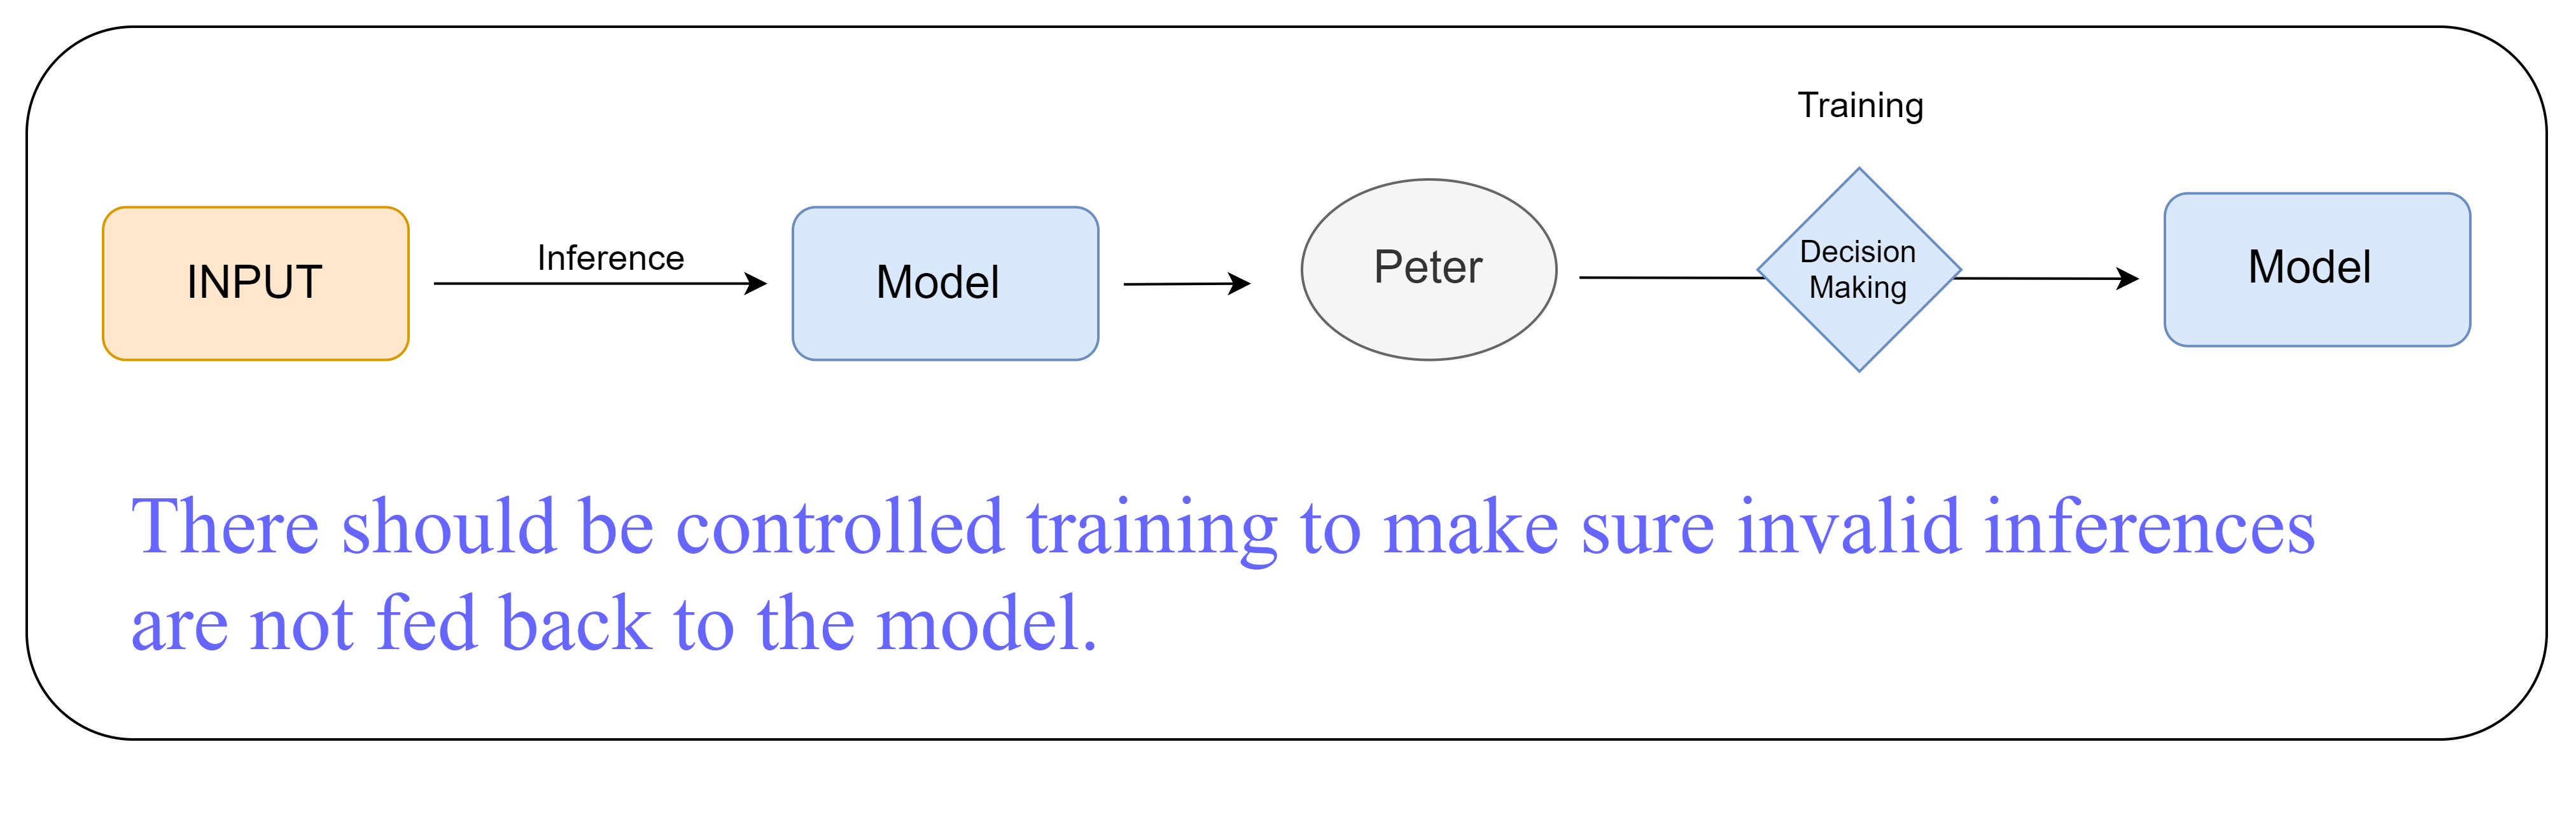 Training
INPUT
Inference
Model
Peter
Decision
Making
Model
There should be controlled training to make sure invalid inferences
are not fed back to the model.